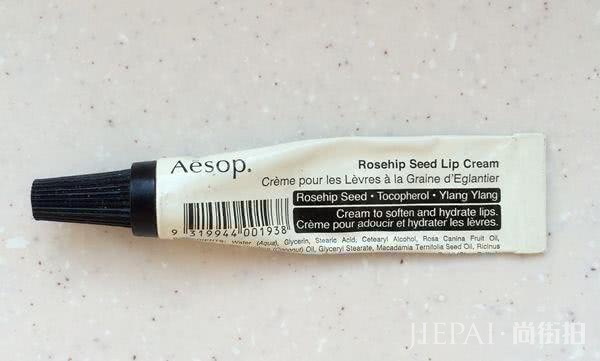 Aēsop.
Rosehip Seed Lip Cream
Crème pour les Lèvres à la Graine d'Eglantier
Rosehip Seed · Tocopherol · Ylang Ylang
Cream to soften and hydrate lips.
Crème pour adoucir et hydrater les lèvres.
9 319944 001938
Water (Aqua), Glycerin, Stearic Acid, Cetearyl Alcohol, Rosa Canina Fruit Oil,
(Coconut) Oil, Glyceryl Stearate, Macadamia Ternifolia Seed Oil, Ricinus
JIEPAI·尚街拍